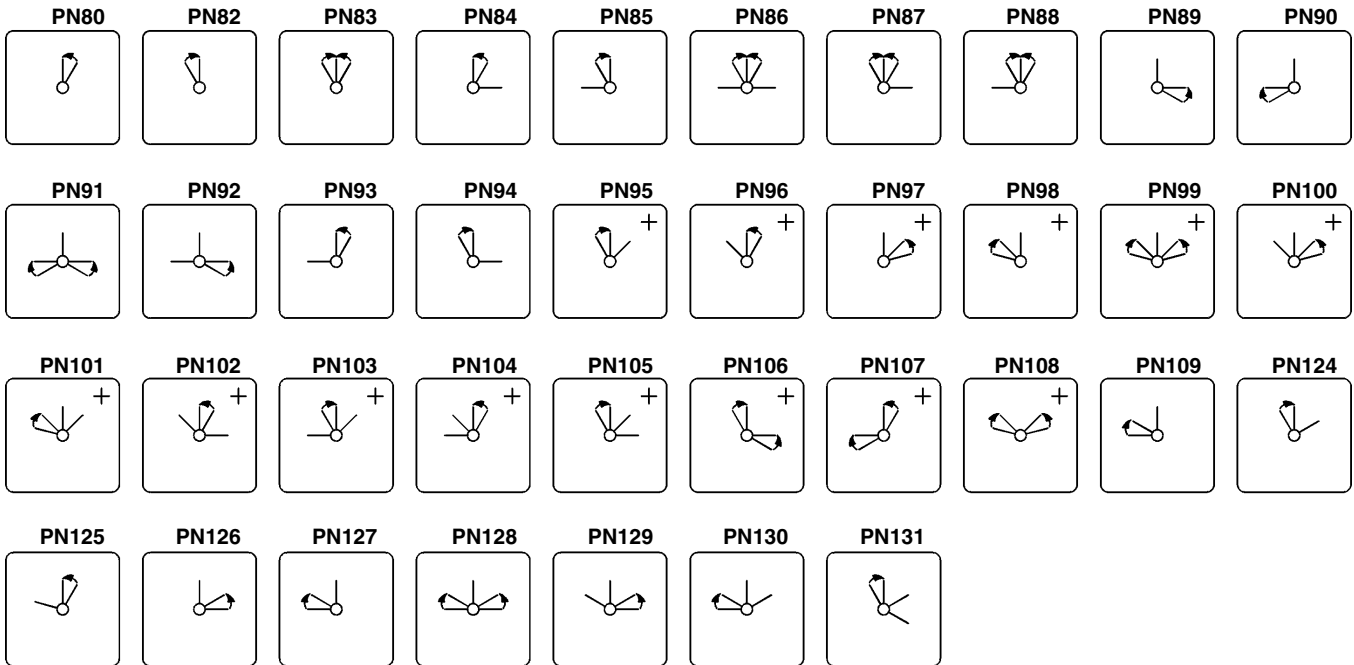 PN80 PN82 PN83 PN84 PN85 PN86 PN87 PN88 PN89 PN90
PN91 PN92 PN93 PN94 PN95 PN96 PN97 PN98 PN99 PN100
+ + + + + +
PN101 PN102 PN103 PN104 PN105 PN106 PN107 PN108 PN109 PN124
+ + + + + + + +
PN125 PN126 PN127 PN128 PN129 PN130 PN131